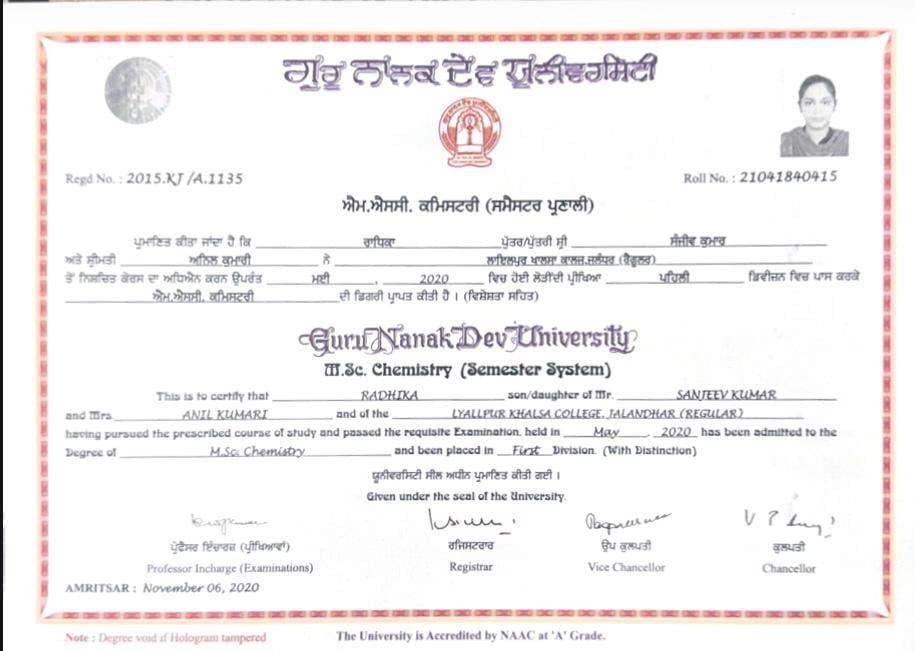 ਗੁਰੂ ਨਾਨਕ ਦੇਵ ਯੂਨੀਵਰਸਿਟੀ
Regd No. : 2015.KJ /A.1135
Roll No. : 21041840415
ਐਮ.ਐਸਸੀ. ਕਮਿਸਟਰੀ (ਸਮੈਸਟਰ ਪ੍ਰਣਾਲੀ)
ਪ੍ਰਮਾਣਿਤ ਕੀਤਾ ਜਾਂਦਾ ਹੈ ਕਿ ਰਾਧਿਕਾ ਪੁੱਤਰ/ਪੁੱਤਰੀ ਸ਼੍ਰੀ ਸੰਜੀਵ ਕੁਮਾਰ
ਅਤੇ ਸ਼੍ਰੀਮਤੀ ਅਨਿਲ ਕੁਮਾਰੀ ਨੇ ਲਾਇਲਪੁਰ ਖਾਲਸਾ ਕਾਲਜ,ਜਲੰਧਰ (ਰੈਗੂਲਰ)
ਤੋਂ ਨਿਸ਼ਚਿਤ ਕੋਰਸ ਦਾ ਅਧਿਐਨ ਕਰਨ ਉਪਰੰਤ ਮਈ , 2020 ਵਿਚ ਹੋਈ ਲੋੜੀਂਦੀ ਪ੍ਰੀਖਿਆ ਪਹਿਲੀ ਡਿਵੀਜ਼ਨ ਵਿਚ ਪਾਸ ਕਰਕੇ
ਐਮ.ਐਸਸੀ. ਕਮਿਸਟਰੀ ਦੀ ਡਿਗਰੀ ਪ੍ਰਾਪਤ ਕੀਤੀ ਹੈ । (ਵਿਸ਼ੇਸ਼ਤਾ ਸਹਿਤ)
Guru Nanak Dev University
M.Sc. Chemistry (Semester System)
This is to certify that RADHIKA son/daughter of Mr. SANJEEV KUMAR
and Mrs ANIL KUMARI and of the LYALLPUR KHALSA COLLEGE, JALANDHAR (REGULAR)
having pursued the prescribed course of study and passed the requisite Examination, held in May , 2020 has been admitted to the
Degree of M.Sc. Chemistry and been placed in First Division. (With Distinction)
ਯੂਨੀਵਰਸਿਟੀ ਸੀਲ ਅਧੀਨ ਪ੍ਰਮਾਣਿਤ ਕੀਤੀ ਗਈ ।
Given under the seal of the University.
ਪ੍ਰੋਫੈਸਰ ਇੰਚਾਰਜ (ਪ੍ਰੀਖਿਆਵਾਂ) ਰਜਿਸਟਰਾਰ ਉਪ ਕੁਲਪਤੀ ਕੁਲਪਤੀ
Professor Incharge (Examinations) Registrar Vice Chancellor Chancellor
AMRITSAR : November 06, 2020
Note : Degree void if Hologram tampered
The University is Accredited by NAAC at 'A' Grade.